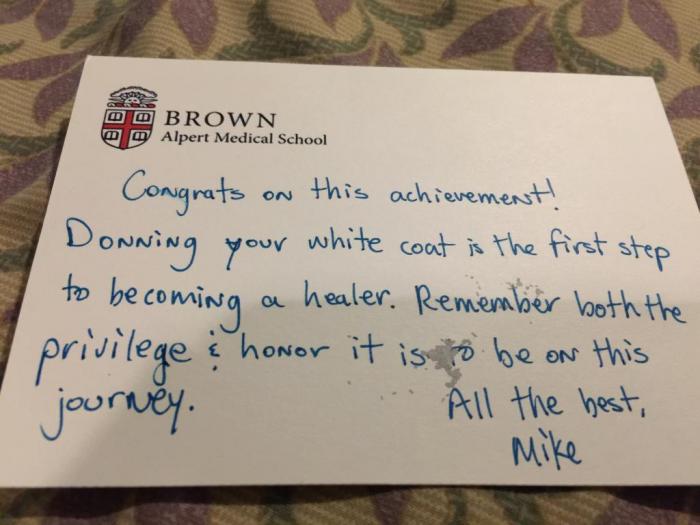 BROWN
Alpert Medical School
Congrats on this achievement!
Donning your white coat is the first step
to becoming a healer. Remember both the
privilege & honor it is to be on this
journey.
All the best,
Mike